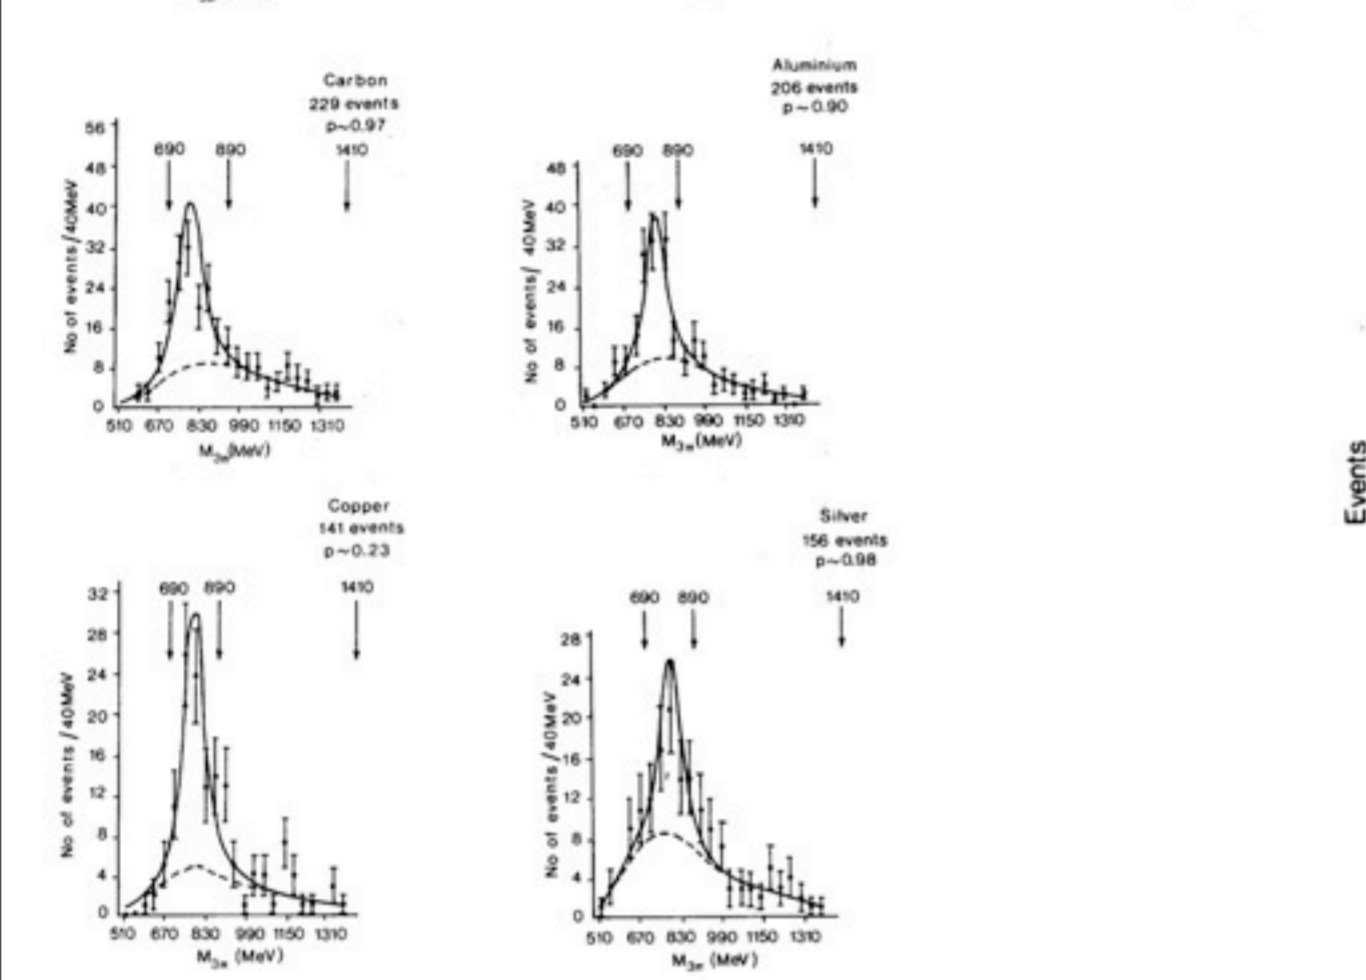 Carbon
229 events
p~0.97
690 890 1410
No of events/40MeV
56
48
40
32
24
16
8
0
510 670 830 990 1150 1310
M3π(MeV)
Aluminium
206 events
p~0.90
690 890 1410
No of events/ 40MeV
48
40
32
24
16
8
0
510 670 830 990 1150 1310
M3π(MeV)
Copper
141 events
p~0.23
690 890 1410
No of events /40MeV
32
28
24
20
16
12
8
4
0
510 670 830 990 1150 1310
M3π (MeV)
Silver
156 events
p~0.98
690 890 1410
No of events/40MeV
28
24
20
16
12
8
4
0
510 670 830 990 1150 1310
M3π (MeV)
Events